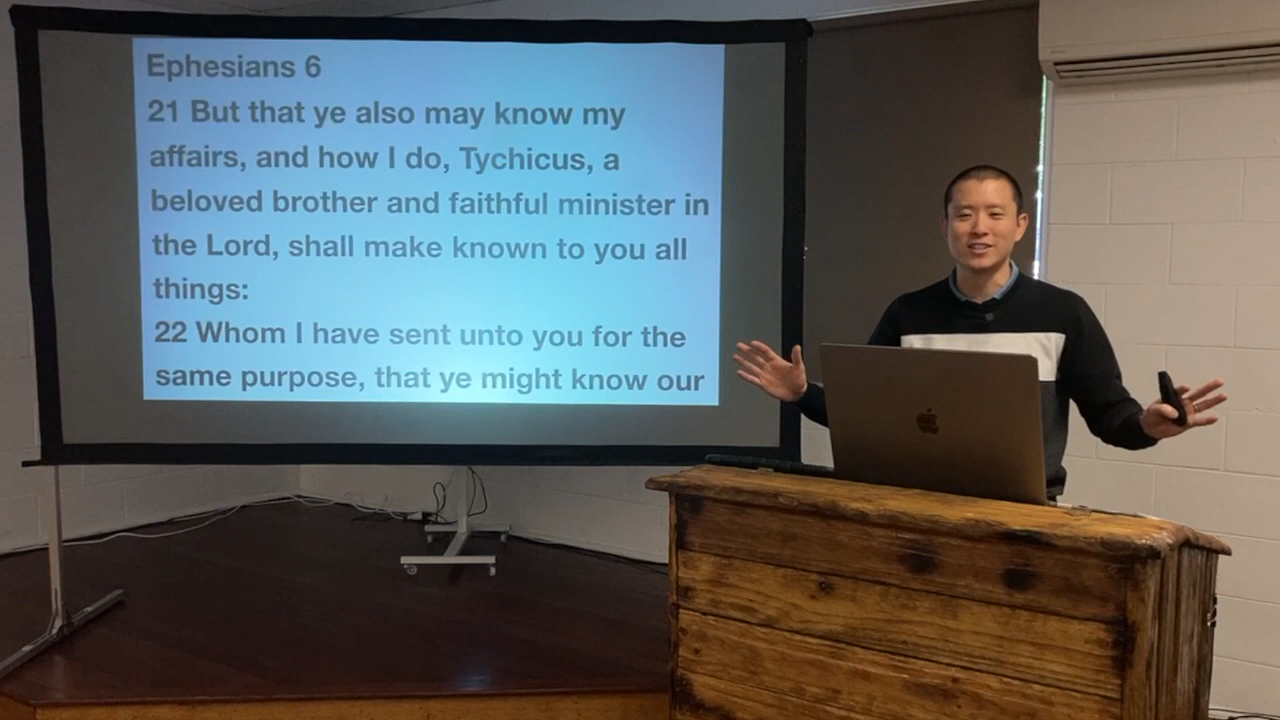 Ephesians 6
21 But that ye also may know my
affairs, and how I do, Tychicus, a
beloved brother and faithful minister in
the Lord, shall make known to you all
things:
22 Whom I have sent unto you for the
same purpose, that ye might know our